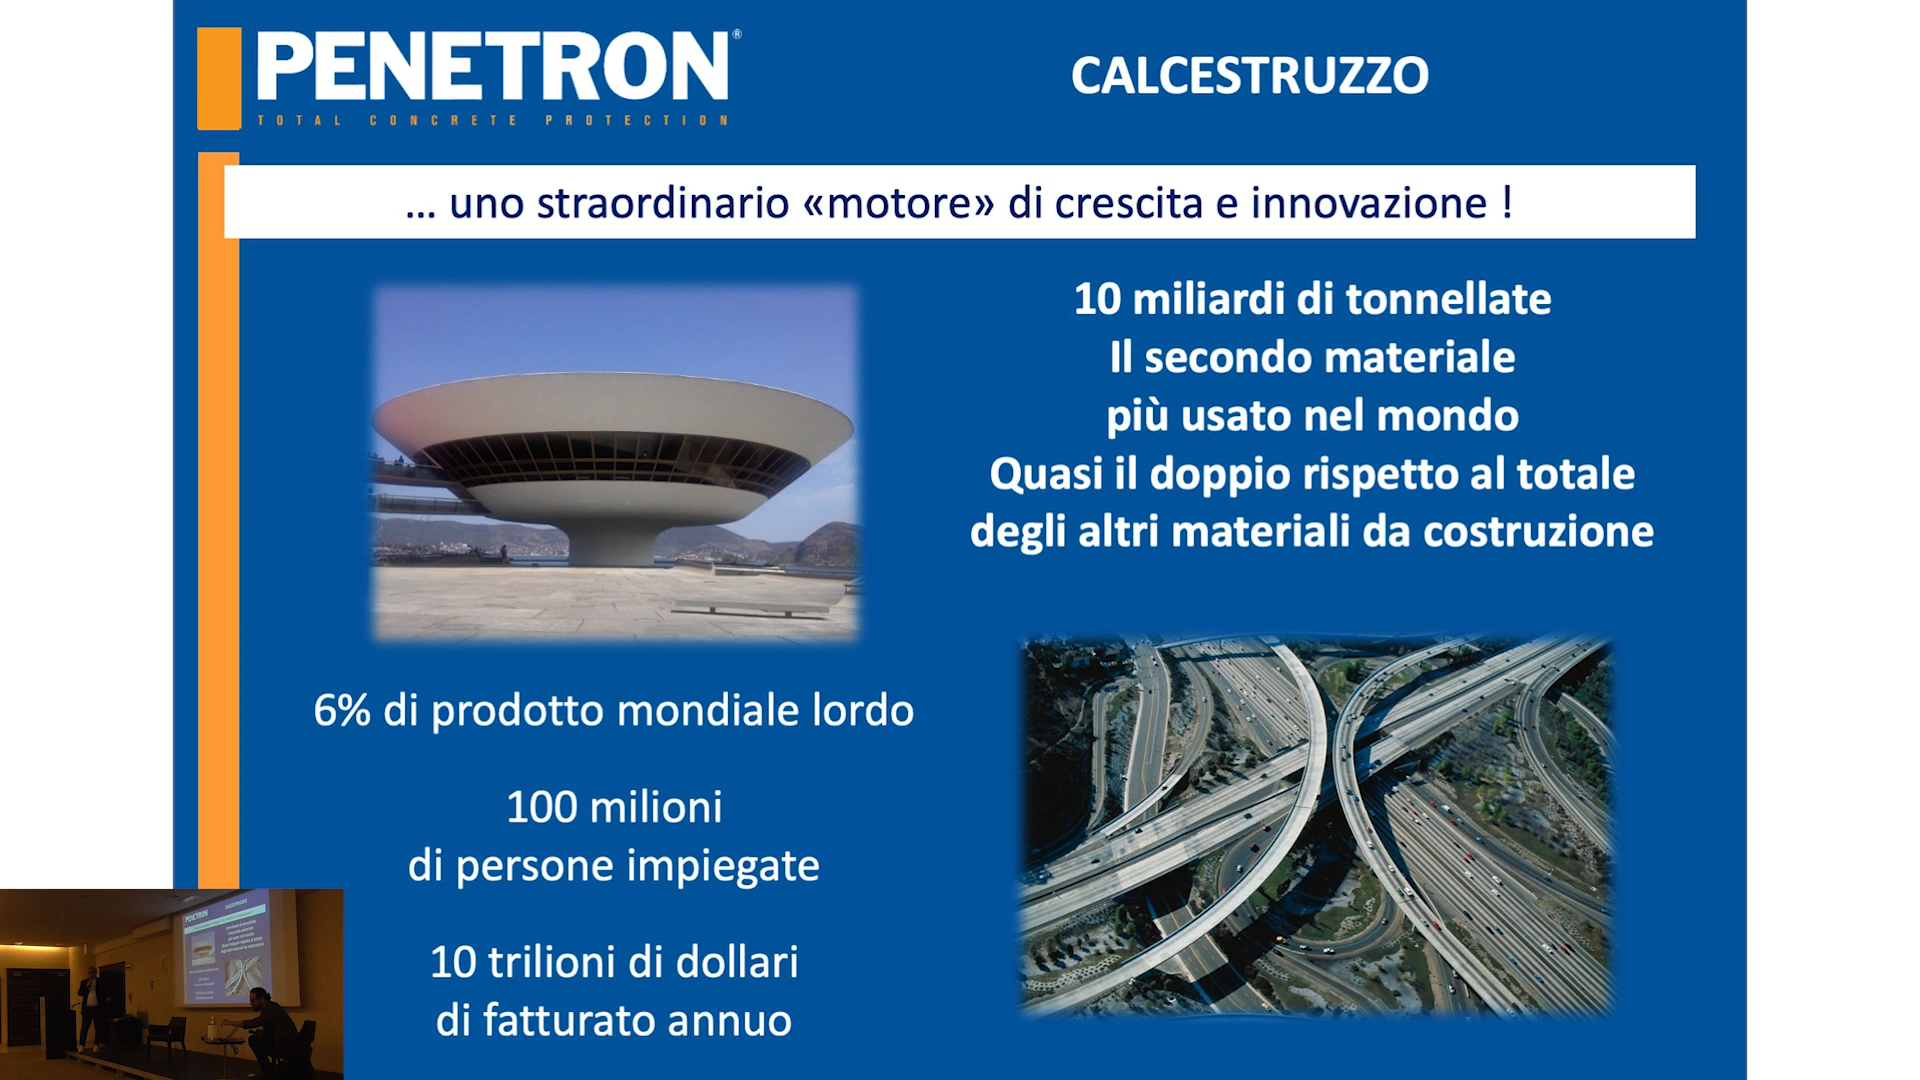 PENETRON®
TOTAL CONCRETE PROTECTION
CALCESTRUZZO
... uno straordinario «motore» di crescita e innovazione !
10 miliardi di tonnellate
Il secondo materiale
più usato nel mondo
Quasi il doppio rispetto al totale
degli altri materiali da costruzione
6% di prodotto mondiale lordo
100 milioni
di persone impiegate
10 trilioni di dollari
di fatturato annuo
PENETRON
CALCESTRUZZO